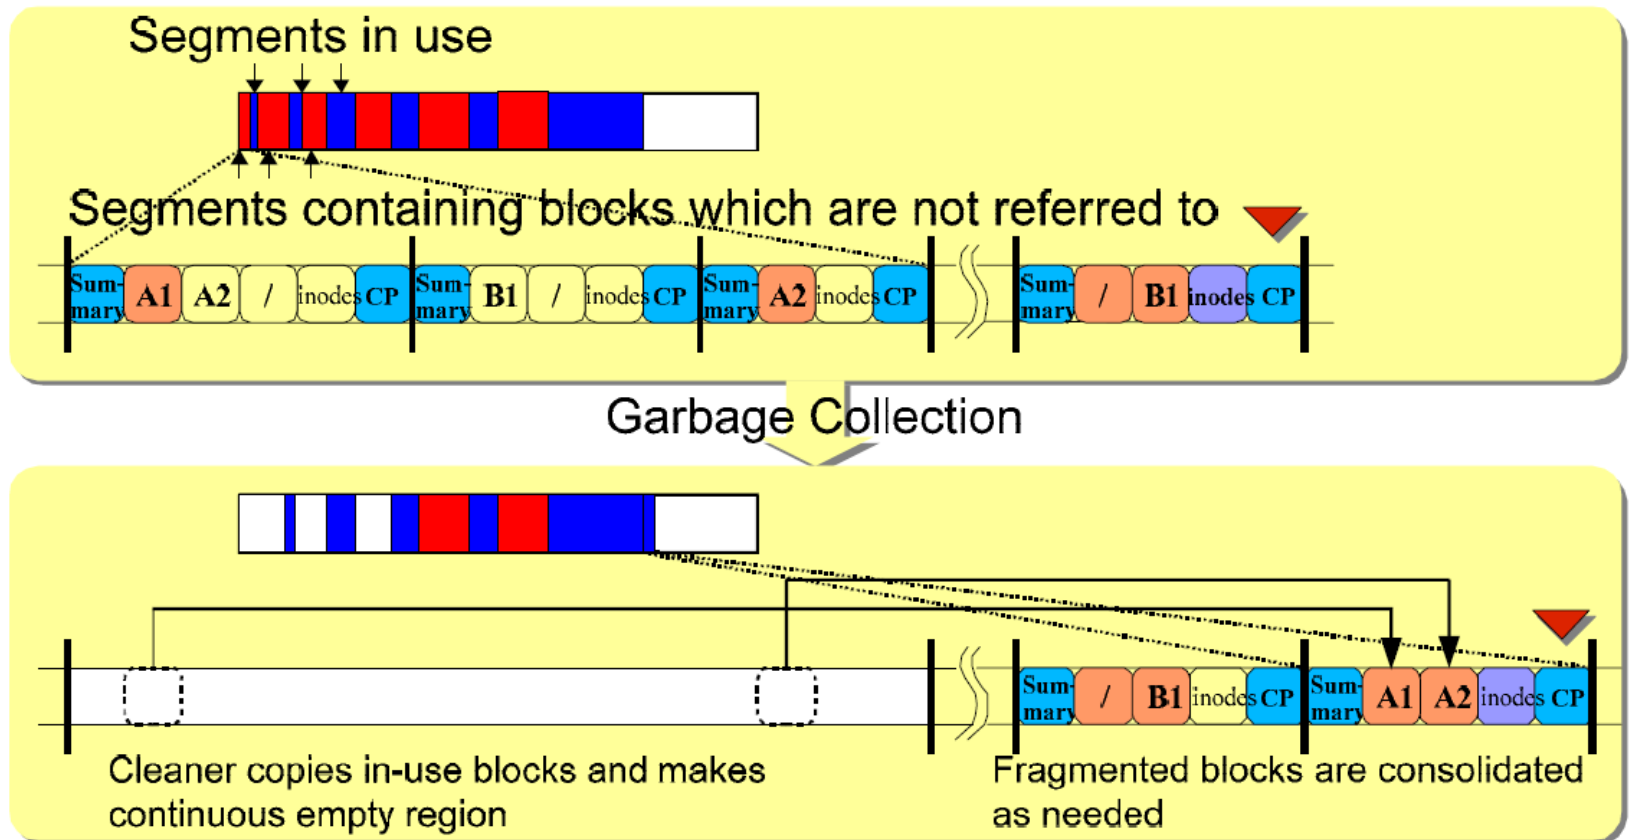 Segments in use
Segments containing blocks which are not referred to
Sum-
mary
A1
A2
/
inodes
CP
Sum-
mary
B1
/
inodes
CP
Sum-
mary
A2
inodes
CP
Sum-
mary
/
B1
inodes
CP
Garbage Collection
Sum-
mary
/
B1
inodes
CP
Sum-
mary
A1
A2
inodes
CP
Cleaner copies in-use blocks and makes
continuous empty region
Fragmented blocks are consolidated
as needed